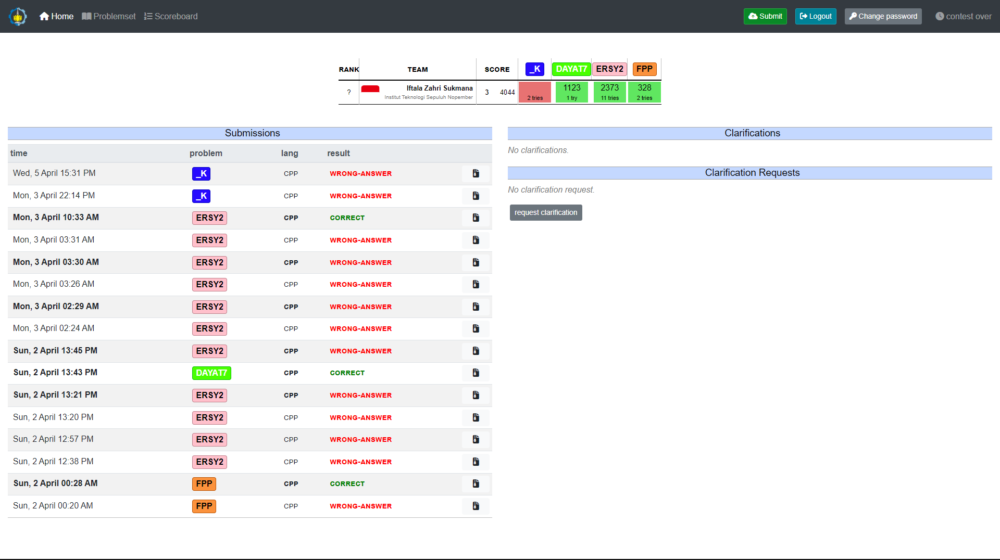 Home Problemset Scoreboard Submit Logout Change password contest over
RANK TEAM SCORE _K DAYAT7 ERSY2 FPP
? Iftala Zahri Sukmana 3 4044 1123 2373 328
Institut Teknologi Sepuluh Nopember 2 tries 1 try 11 tries 2 tries
Submissions
time problem lang result
Wed, 5 April 15:31 PM _K CPP WRONG-ANSWER
Mon, 3 April 22:14 PM _K CPP WRONG-ANSWER
Mon, 3 April 10:33 AM ERSY2 CPP CORRECT
Mon, 3 April 03:31 AM ERSY2 CPP WRONG-ANSWER
Mon, 3 April 03:30 AM ERSY2 CPP WRONG-ANSWER
Mon, 3 April 03:26 AM ERSY2 CPP WRONG-ANSWER
Mon, 3 April 02:29 AM ERSY2 CPP WRONG-ANSWER
Mon, 3 April 02:24 AM ERSY2 CPP WRONG-ANSWER
Sun, 2 April 13:45 PM ERSY2 CPP WRONG-ANSWER
Sun, 2 April 13:43 PM DAYAT7 CPP CORRECT
Sun, 2 April 13:21 PM ERSY2 CPP WRONG-ANSWER
Sun, 2 April 13:20 PM ERSY2 CPP WRONG-ANSWER
Sun, 2 April 12:57 PM ERSY2 CPP WRONG-ANSWER
Sun, 2 April 12:38 PM ERSY2 CPP WRONG-ANSWER
Sun, 2 April 00:28 AM FPP CPP CORRECT
Sun, 2 April 00:20 AM FPP CPP WRONG-ANSWER
Clarifications
No clarifications.
Clarification Requests
No clarification request.
request clarification